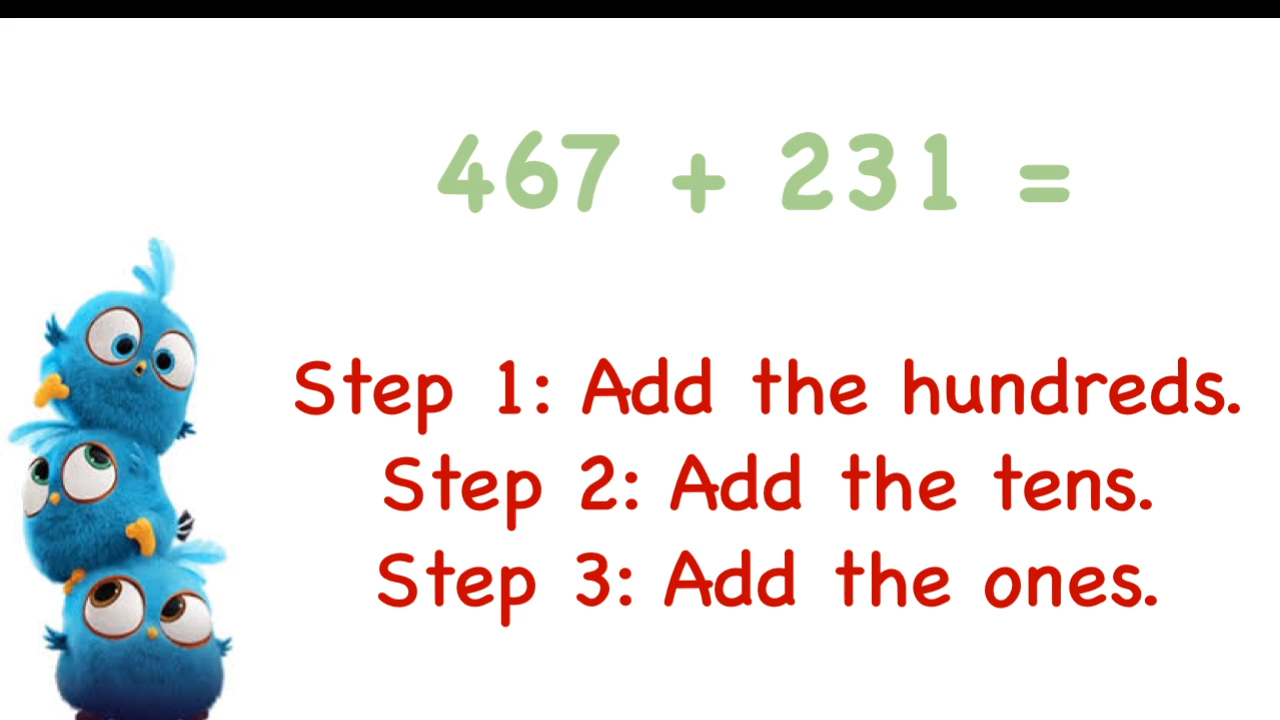 467 + 231 =
Step 1: Add the hundreds.
Step 2: Add the tens.
Step 3: Add the ones.